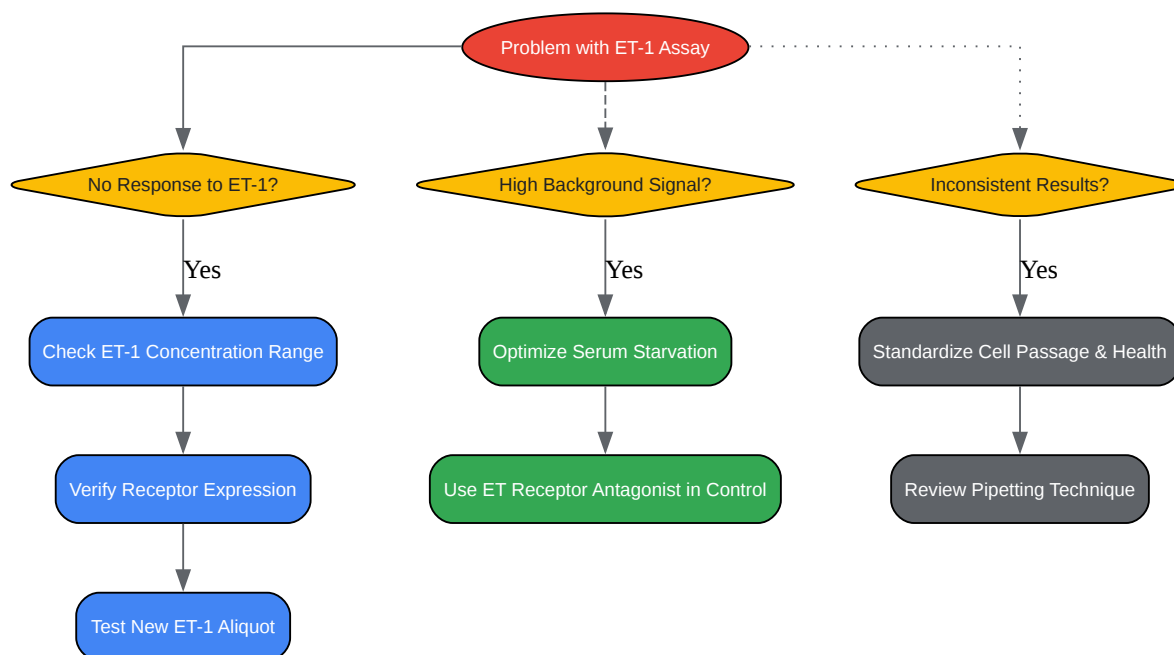 Problem with ET-1 Assay
No Response to ET-1?
High Background Signal?
Inconsistent Results?
Yes
Yes
Yes
Check ET-1 Concentration Range
Optimize Serum Starvation
Standardize Cell Passage & Health
Verify Receptor Expression
Use ET Receptor Antagonist in Control
Review Pipetting Technique
Test New ET-1 Aliquot